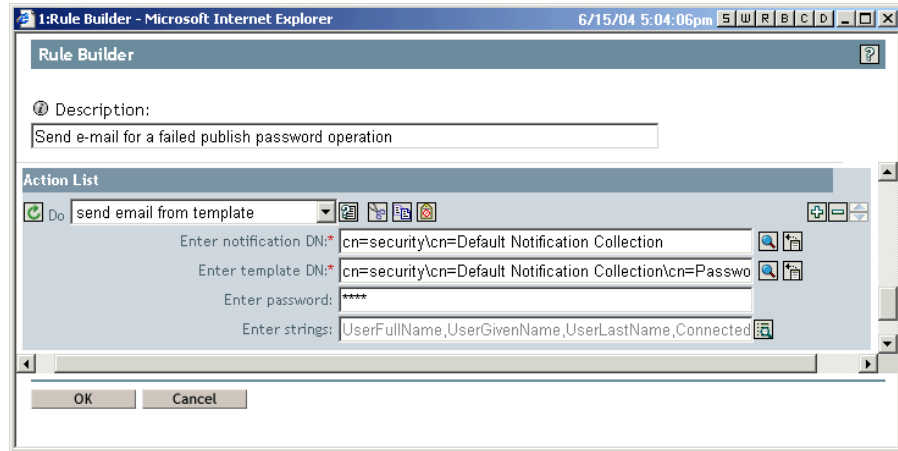 1:Rule Builder - Microsoft Internet Explorer 6/15/04 5:04:06pm S W R B C D
Rule Builder ?
Description:
Send e-mail for a failed publish password operation
Action List
Do send email from template
Enter notification DN:* cn=security\cn=Default Notification Collection
Enter template DN:* cn=security\cn=Default Notification Collection\cn=Passwo
Enter password: ****
Enter strings: UserFullName,UserGivenName,UserLastName,Connected
OK Cancel